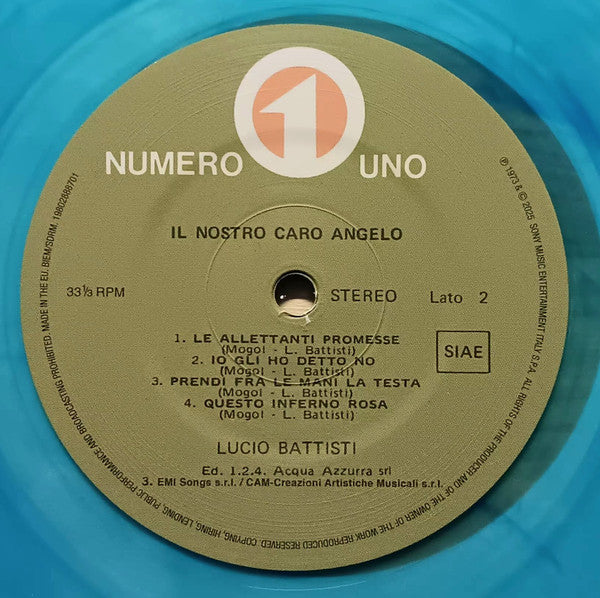 1
NUMERO UNO
IL NOSTRO CARO ANGELO
33⅓ RPM
STEREO
Lato 2
SIAE
1. LE ALLETTANTI PROMESSE
(Mogol - L. Battisti)
2. IO GLI HO DETTO NO
(Mogol - L. Battisti)
3. PRENDI FRA LE MANI LA TESTA
(Mogol - L. Battisti)
4. QUESTO INFERNO ROSA
(Mogol - L. Battisti)
LUCIO BATTISTI
Ed. 1.2.4. Acqua Azzurra srl
3. EMI Songs s.r.l. / CAM-Creazioni Artistiche Musicali s.r.l.
℗ 1973 & © 2025 SONY MUSIC ENTERTAINMENT ITALY S.P.A. ALL RIGHTS OF THE PRODUCER AND OF THE OWNER OF THE WORK REPRODUCED RESERVED. COPYING, HIRING, LENDING, PUBLIC PERFORMANCE AND BROADCASTING PROHIBITED. MADE IN THE EU. BIEM/SDRM. 19802888701